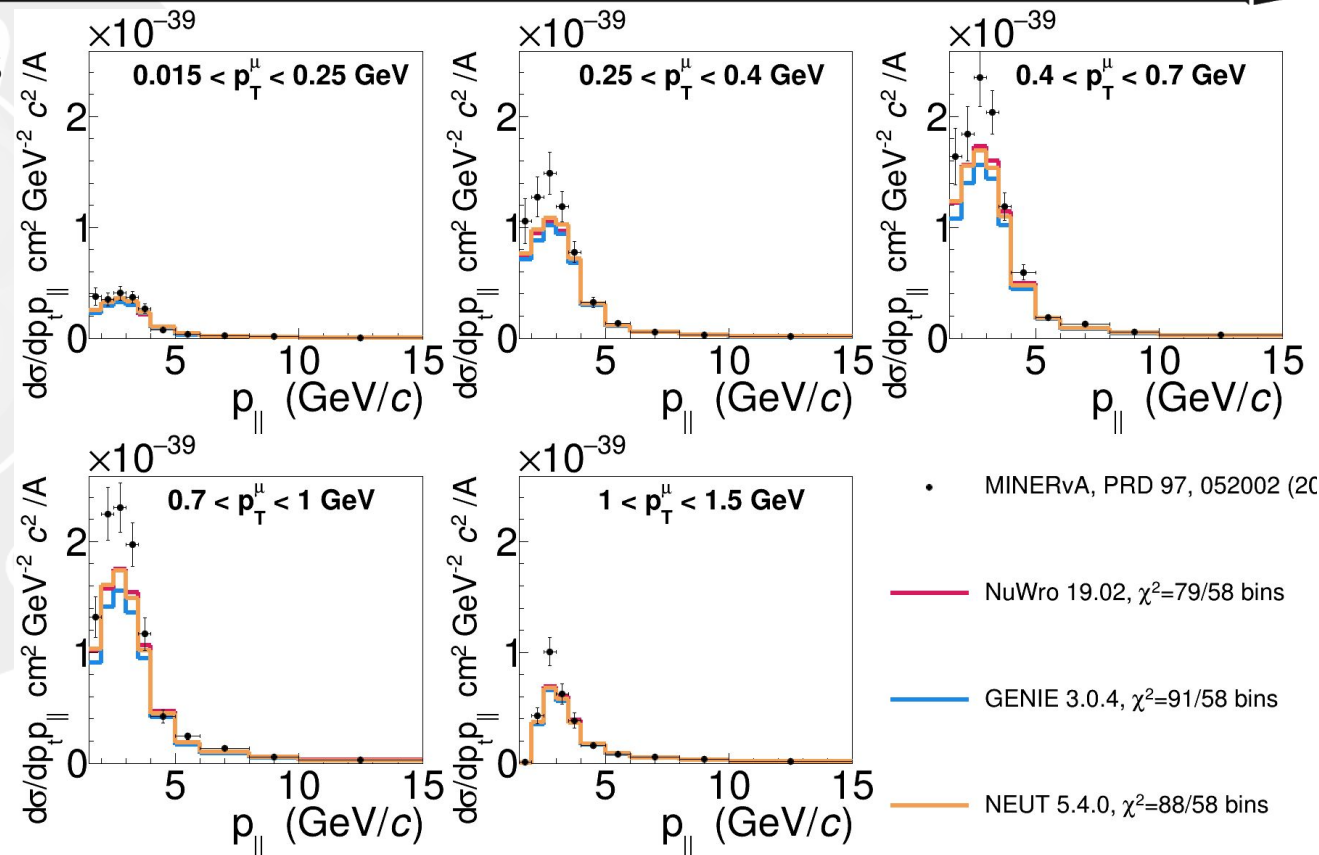 ×10⁻³⁹ ×10⁻³⁹ ×10⁻³⁹
0.015 < p_T^μ < 0.25 GeV
dσ/dp_t p_|| cm² GeV⁻² c² /A
2
1
0
5 10 15
p_|| (GeV/c)
0.25 < p_T^μ < 0.4 GeV
dσ/dp_t p_|| cm² GeV⁻² c² /A
2
1
0
5 10 15
p_|| (GeV/c)
0.4 < p_T^μ < 0.7 GeV
dσ/dp_t p_|| cm² GeV⁻² c² /A
2
1
0
5 10 15
p_|| (GeV/c)
×10⁻³⁹ ×10⁻³⁹
0.7 < p_T^μ < 1 GeV
dσ/dp_t p_|| cm² GeV⁻² c² /A
2
1
0
5 10 15
p_|| (GeV/c)
1 < p_T^μ < 1.5 GeV
dσ/dp_t p_|| cm² GeV⁻² c² /A
2
1
0
5 10 15
p_|| (GeV/c)
MINERvA, PRD 97, 052002 (20
NuWro 19.02, χ²=79/58 bins
GENIE 3.0.4, χ²=91/58 bins
NEUT 5.4.0, χ²=88/58 bins